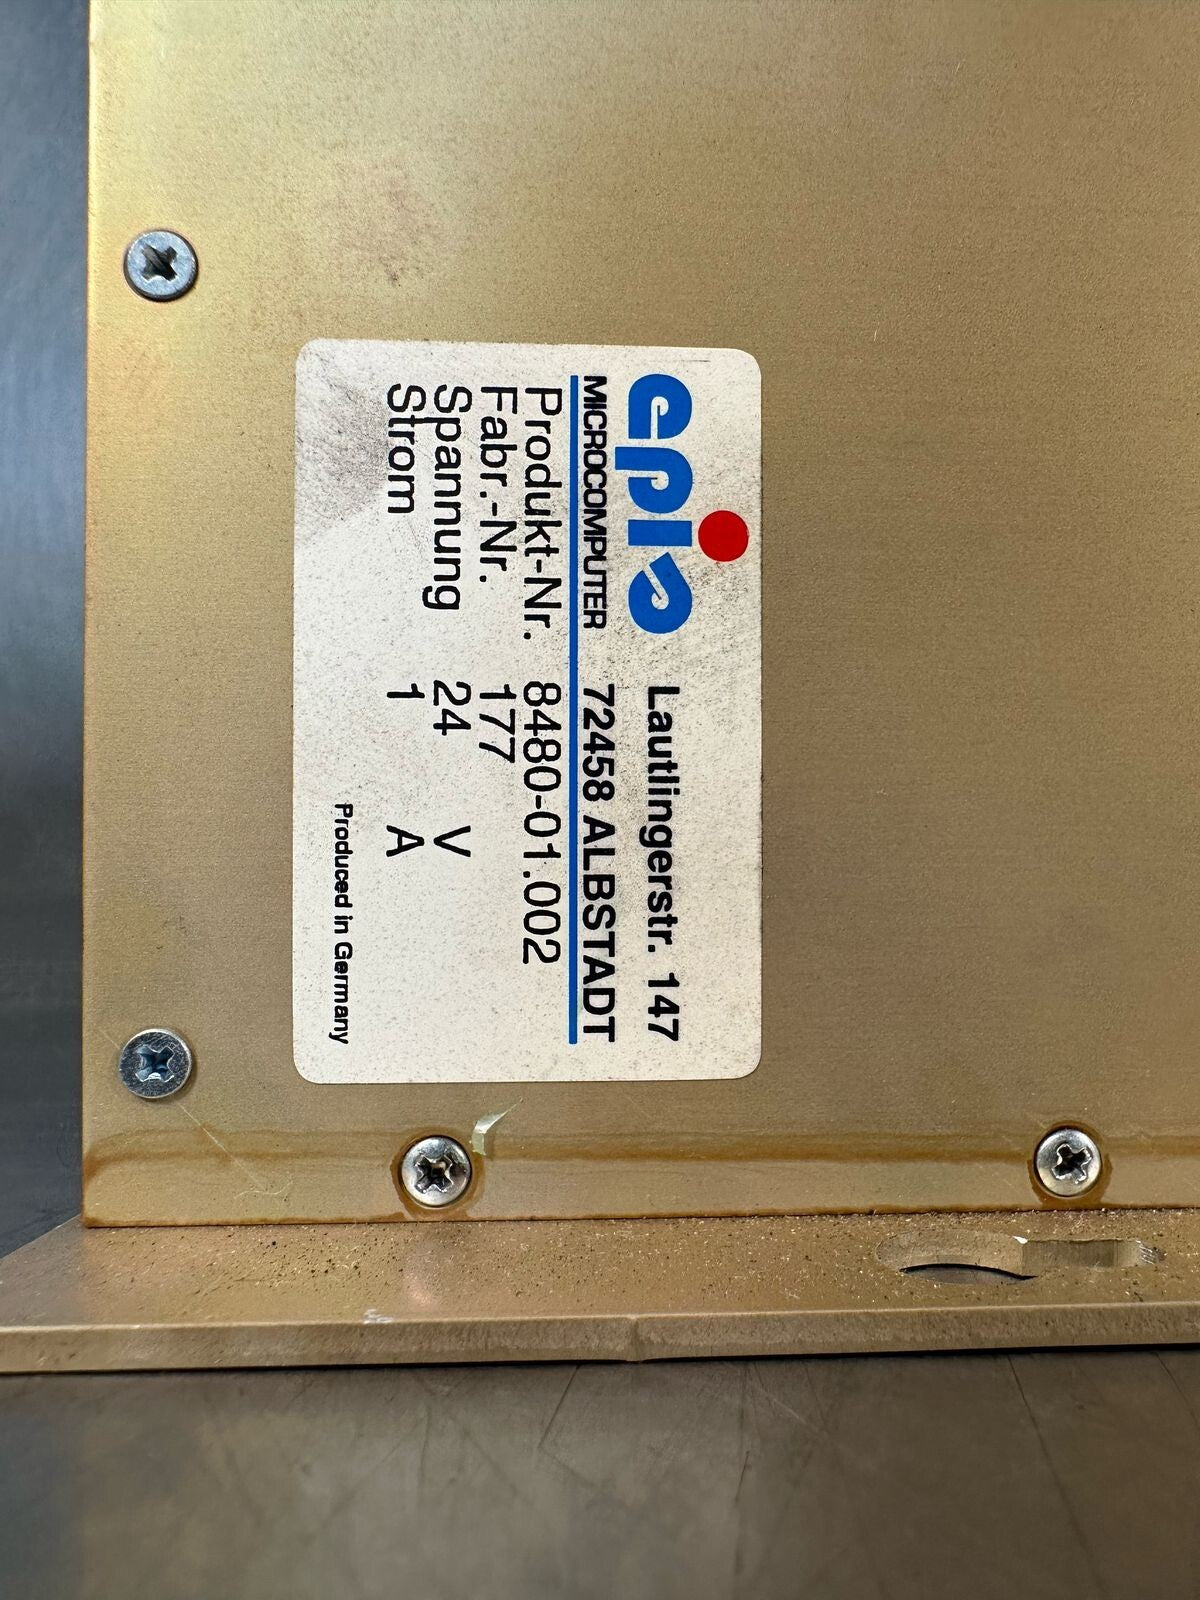 epis Lautlingerstr. 147
MICROCOMPUTER 72458 ALBSTADT
Produkt-Nr. 8480-01.002
Fabr.-Nr. 177
Spannung 24 V
Strom 1 A
Produced in Germany